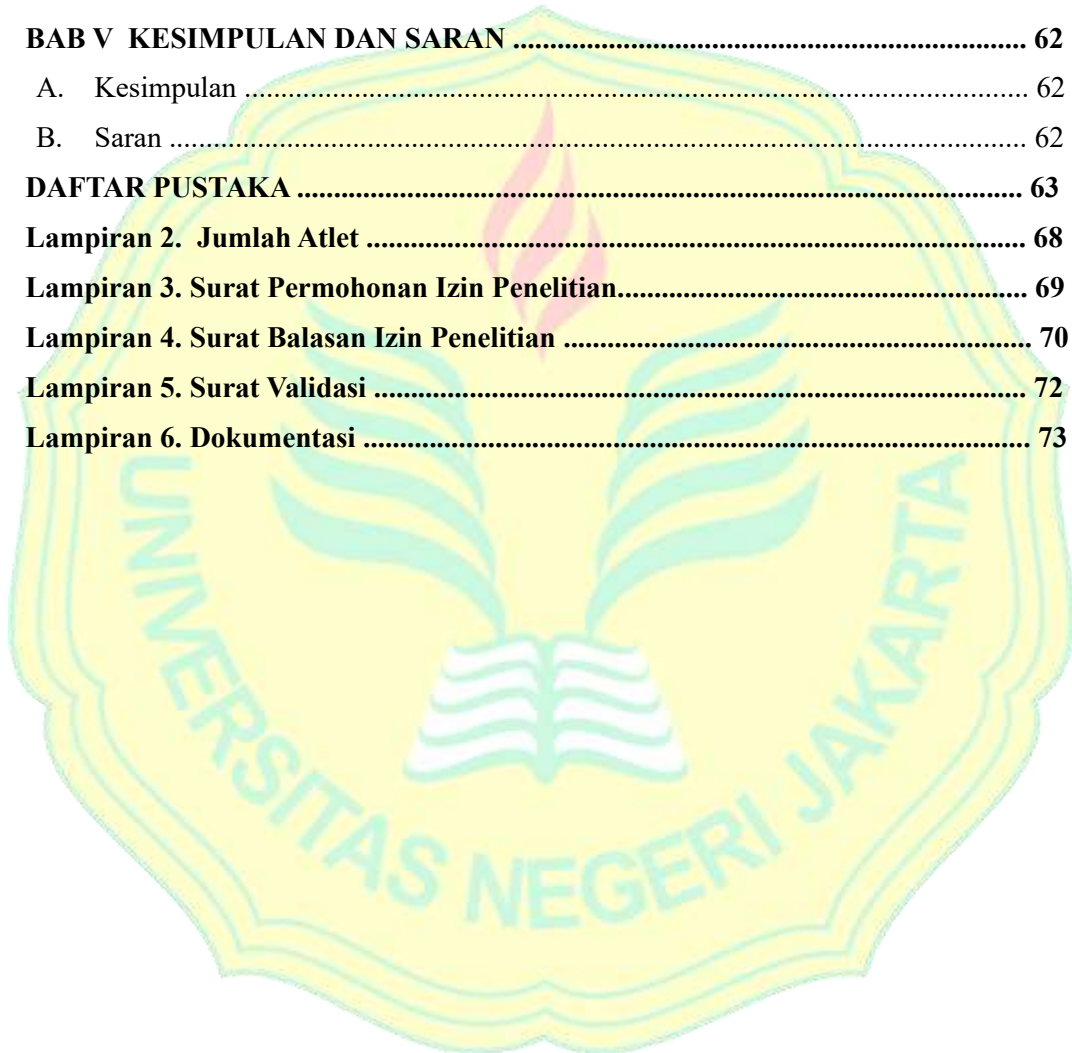 BAB V  KESIMPULAN DAN SARAN ........................................................................................ 62
A.    Kesimpulan ........................................................................................................................ 62
B.    Saran .................................................................................................................................. 62
DAFTAR PUSTAKA ............................................................................................................. 63
Lampiran 2.  Jumlah Atlet ..................................................................................................... 68
Lampiran 3. Surat Permohonan Izin Penelitian................................................................ 69
Lampiran 4. Surat Balasan Izin Penelitian ......................................................................... 70
Lampiran 5. Surat Validasi .................................................................................................... 72
Lampiran 6. Dokumentasi ...................................................................................................... 73
UNIVERSITAS NEGERI JAKARTA